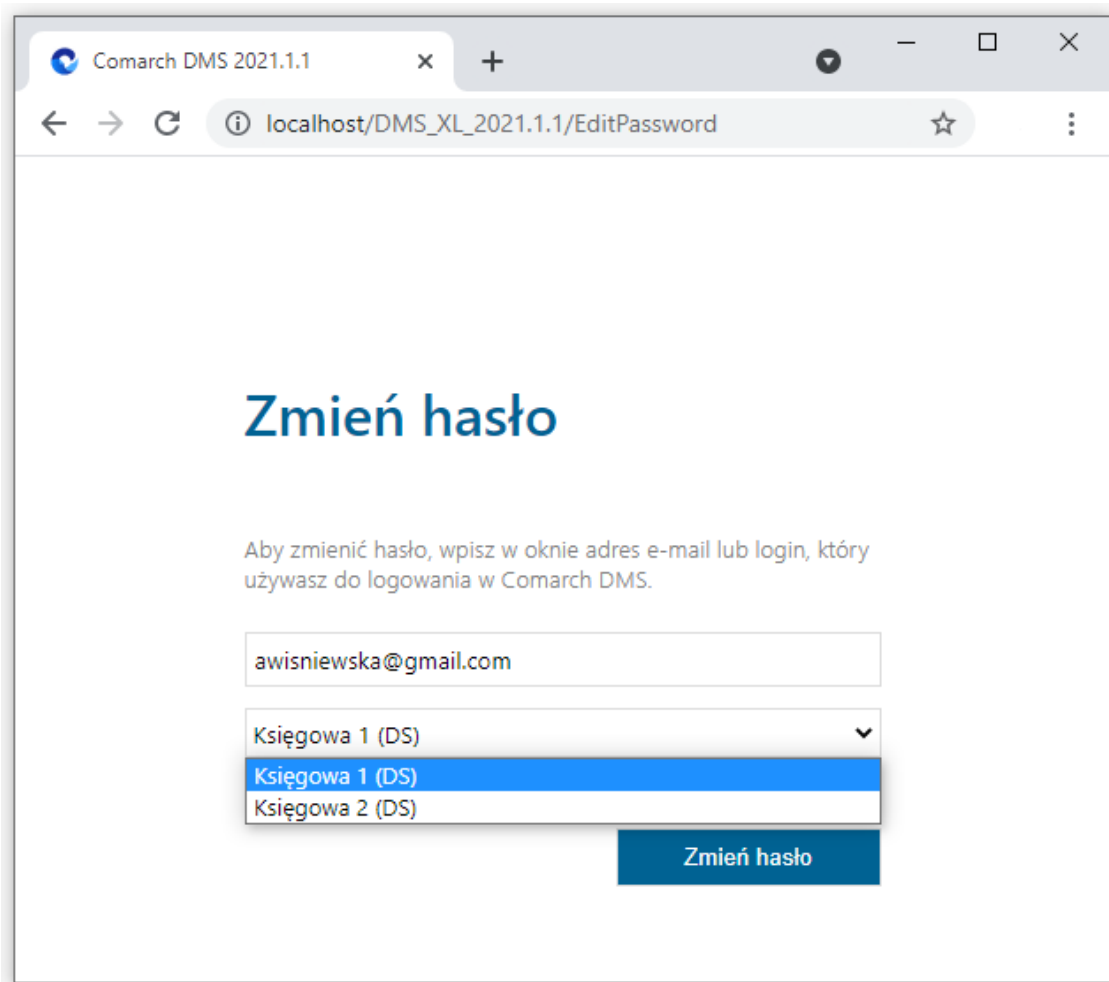 Comarch DMS 2021.1.1
localhost/DMS_XL_2021.1.1/EditPassword
Zmień hasło
Aby zmienić hasło, wpisz w oknie adres e-mail lub login, który
używasz do logowania w Comarch DMS.
awisniewska@gmail.com
Księgowa 1 (DS)
Księgowa 1 (DS)
Księgowa 2 (DS)
Zmień hasło